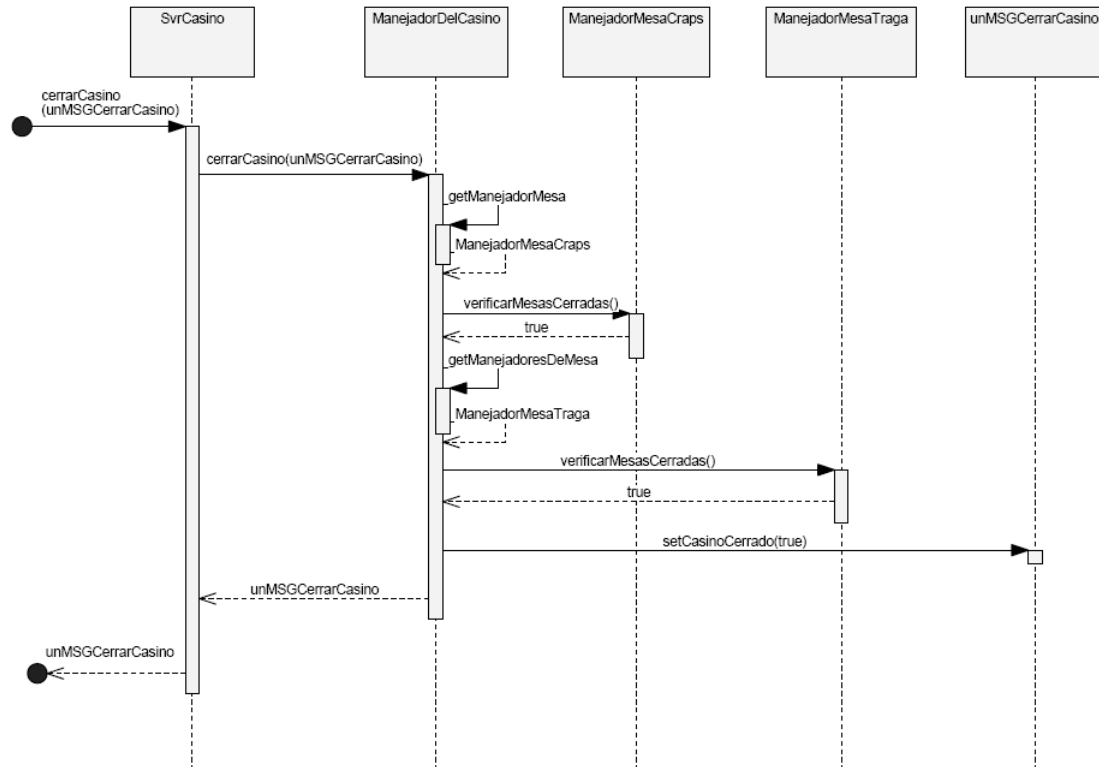 SvrCasino
ManejadorDelCasino
ManejadorMesaCraps
ManejadorMesaTraga
unMSGCerrarCasino
cerrarCasino
(unMSGCerrarCasino)
cerrarCasino(unMSGCerrarCasino)
getManejadorMesa
ManejadorMesaCraps
verificarMesasCerradas()
true
getManejadoresDeMesa
ManejadorMesaTraga
verificarMesasCerradas()
true
setCasinoCerrado(true)
unMSGCerrarCasino
unMSGCerrarCasino